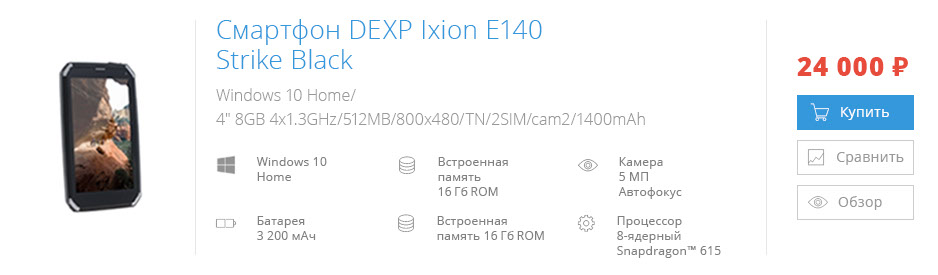 Смартфон DEXP Ixion E140
Strike Black
Windows 10 Home/
4" 8GB 4x1.3GHz/512MB/800x480/TN/2SIM/cam2/1400mAh
Windows 10
Home
Встроенная
память
16 Гб ROM
Камера
5 МП
Автофокус
Батарея
3 200 мАч
Встроенная
память 16 Гб ROM
Процессор
8-ядерный
Snapdragon™ 615
24 000 ₽
Купить
Сравнить
Обзор